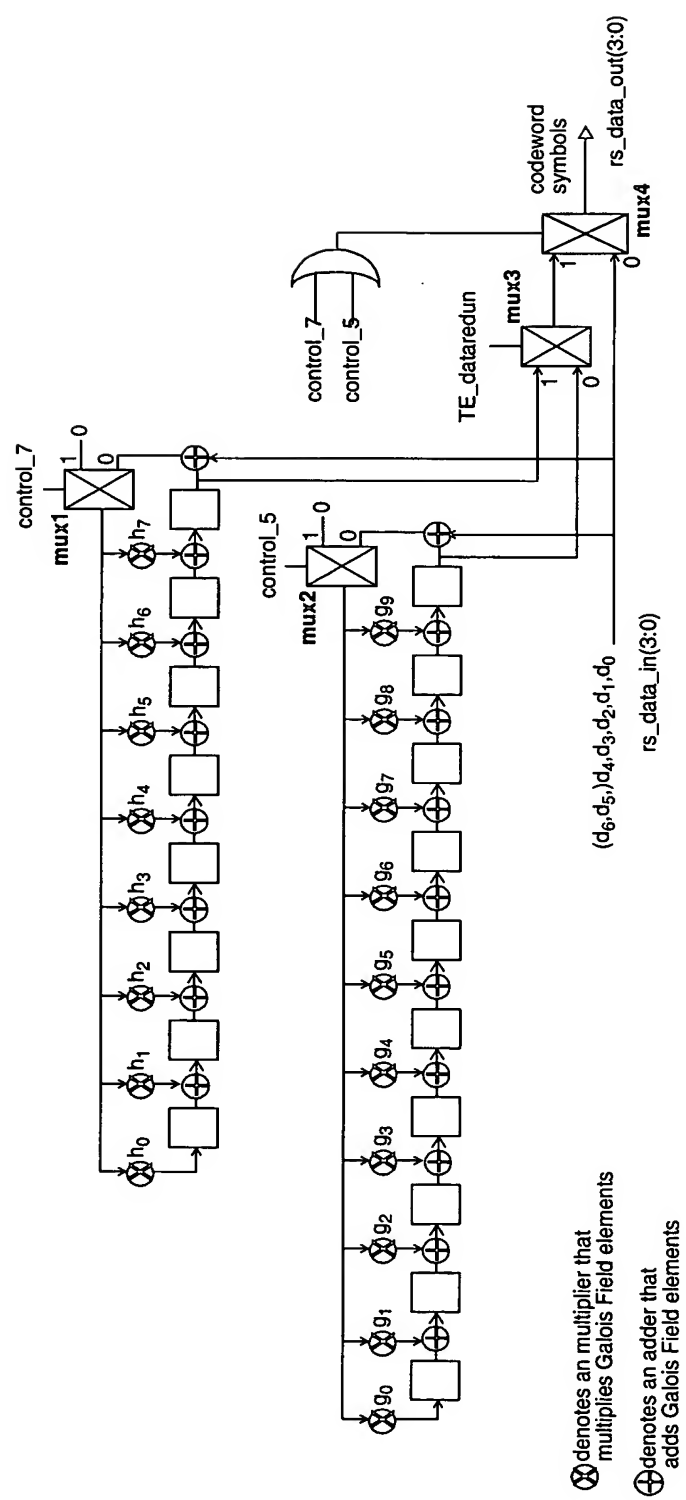 control_7
mux1
1
0
0
h0
h1
h2
h3
h4
h5
h6
h7
control_5
mux2
1
0
0
g0
g1
g2
g3
g4
g5
g6
g7
g8
g9
control_7
control_5
TE_dataredun
mux3
1
0
codeword
symbols
rs_data_out(3:0)
mux4
1
0
(d6,d5,)d4,d3,d2,d1,d0
rs_data_in(3:0)
denotes an multiplier that
multiplies Galois Field elements
denotes an adder that
adds Galois Field elements